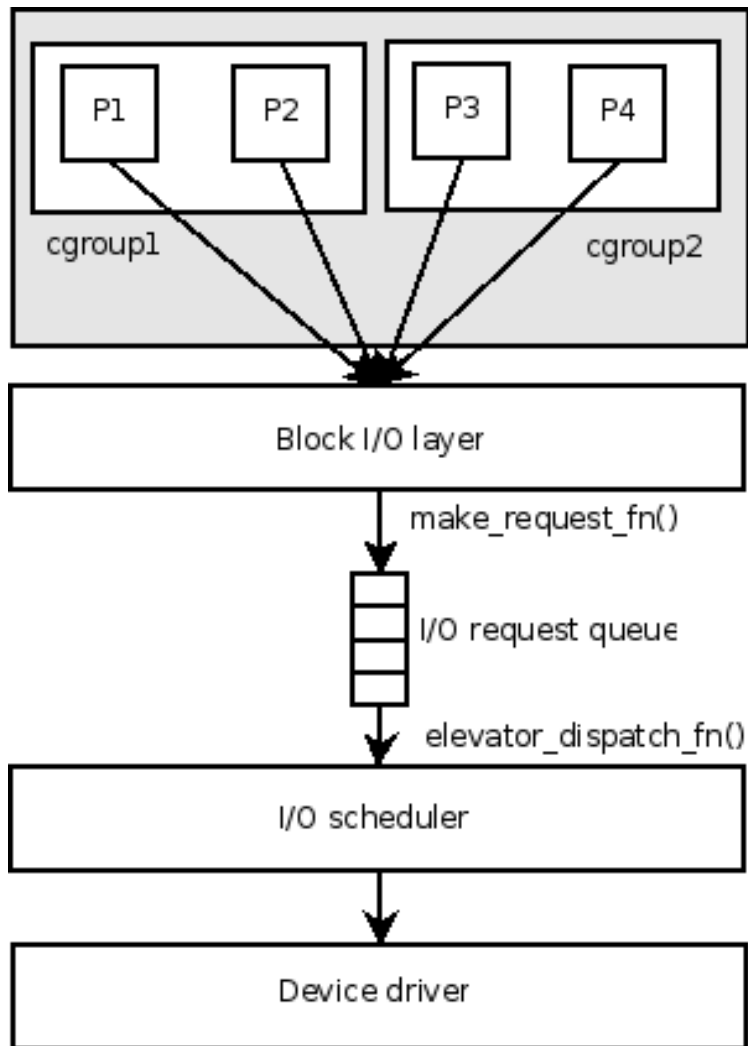 P1 P2 P3 P4
cgroup1 cgroup2
Block I/O layer
make_request_fn()
I/O request queue
elevator_dispatch_fn()
I/O scheduler
Device driver